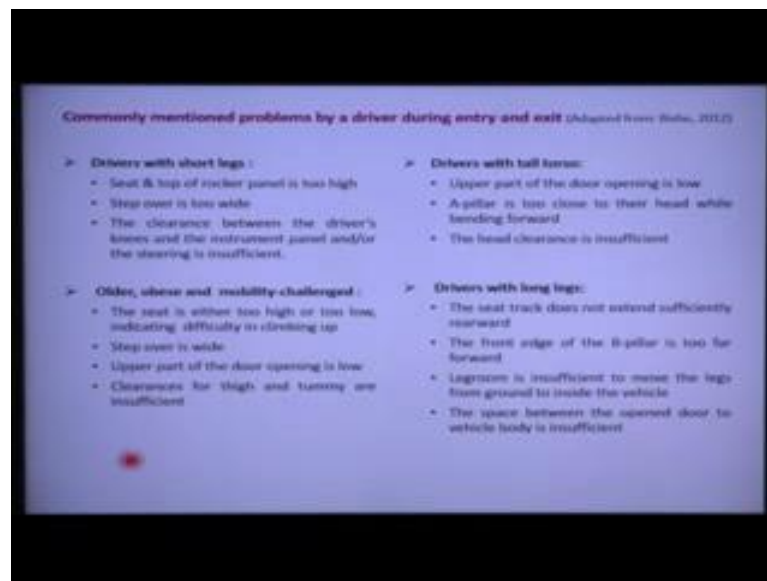 Commonly mentioned problems by a driver during entry and exit (Adapted from: Bhise, 2012)
➢ Drivers with short legs :
• Seat & top of rocker panel is too high
• Step over is too wide
• The clearance between the driver's
knees and the instrument panel and/or
the steering is insufficient.
➢ Older, obese and mobility-challenged :
• The seat is either too high or too low,
indicating difficulty in climbing up
• Step over is wide
• Upper part of the door opening is low
• Clearances for thigh and tummy are
insufficient
➢ Drivers with tall torso:
• Upper part of the door opening is low
• A-pillar is too close to their head while
bending forward
• The head clearance is insufficient
➢ Drivers with long legs:
• The seat track does not extend sufficiently
rearward
• The front edge of the B-pillar is too far
forward
• Legroom is insufficient to move the legs
from ground to inside the vehicle
• The space between the opened door to
vehicle body is insufficient